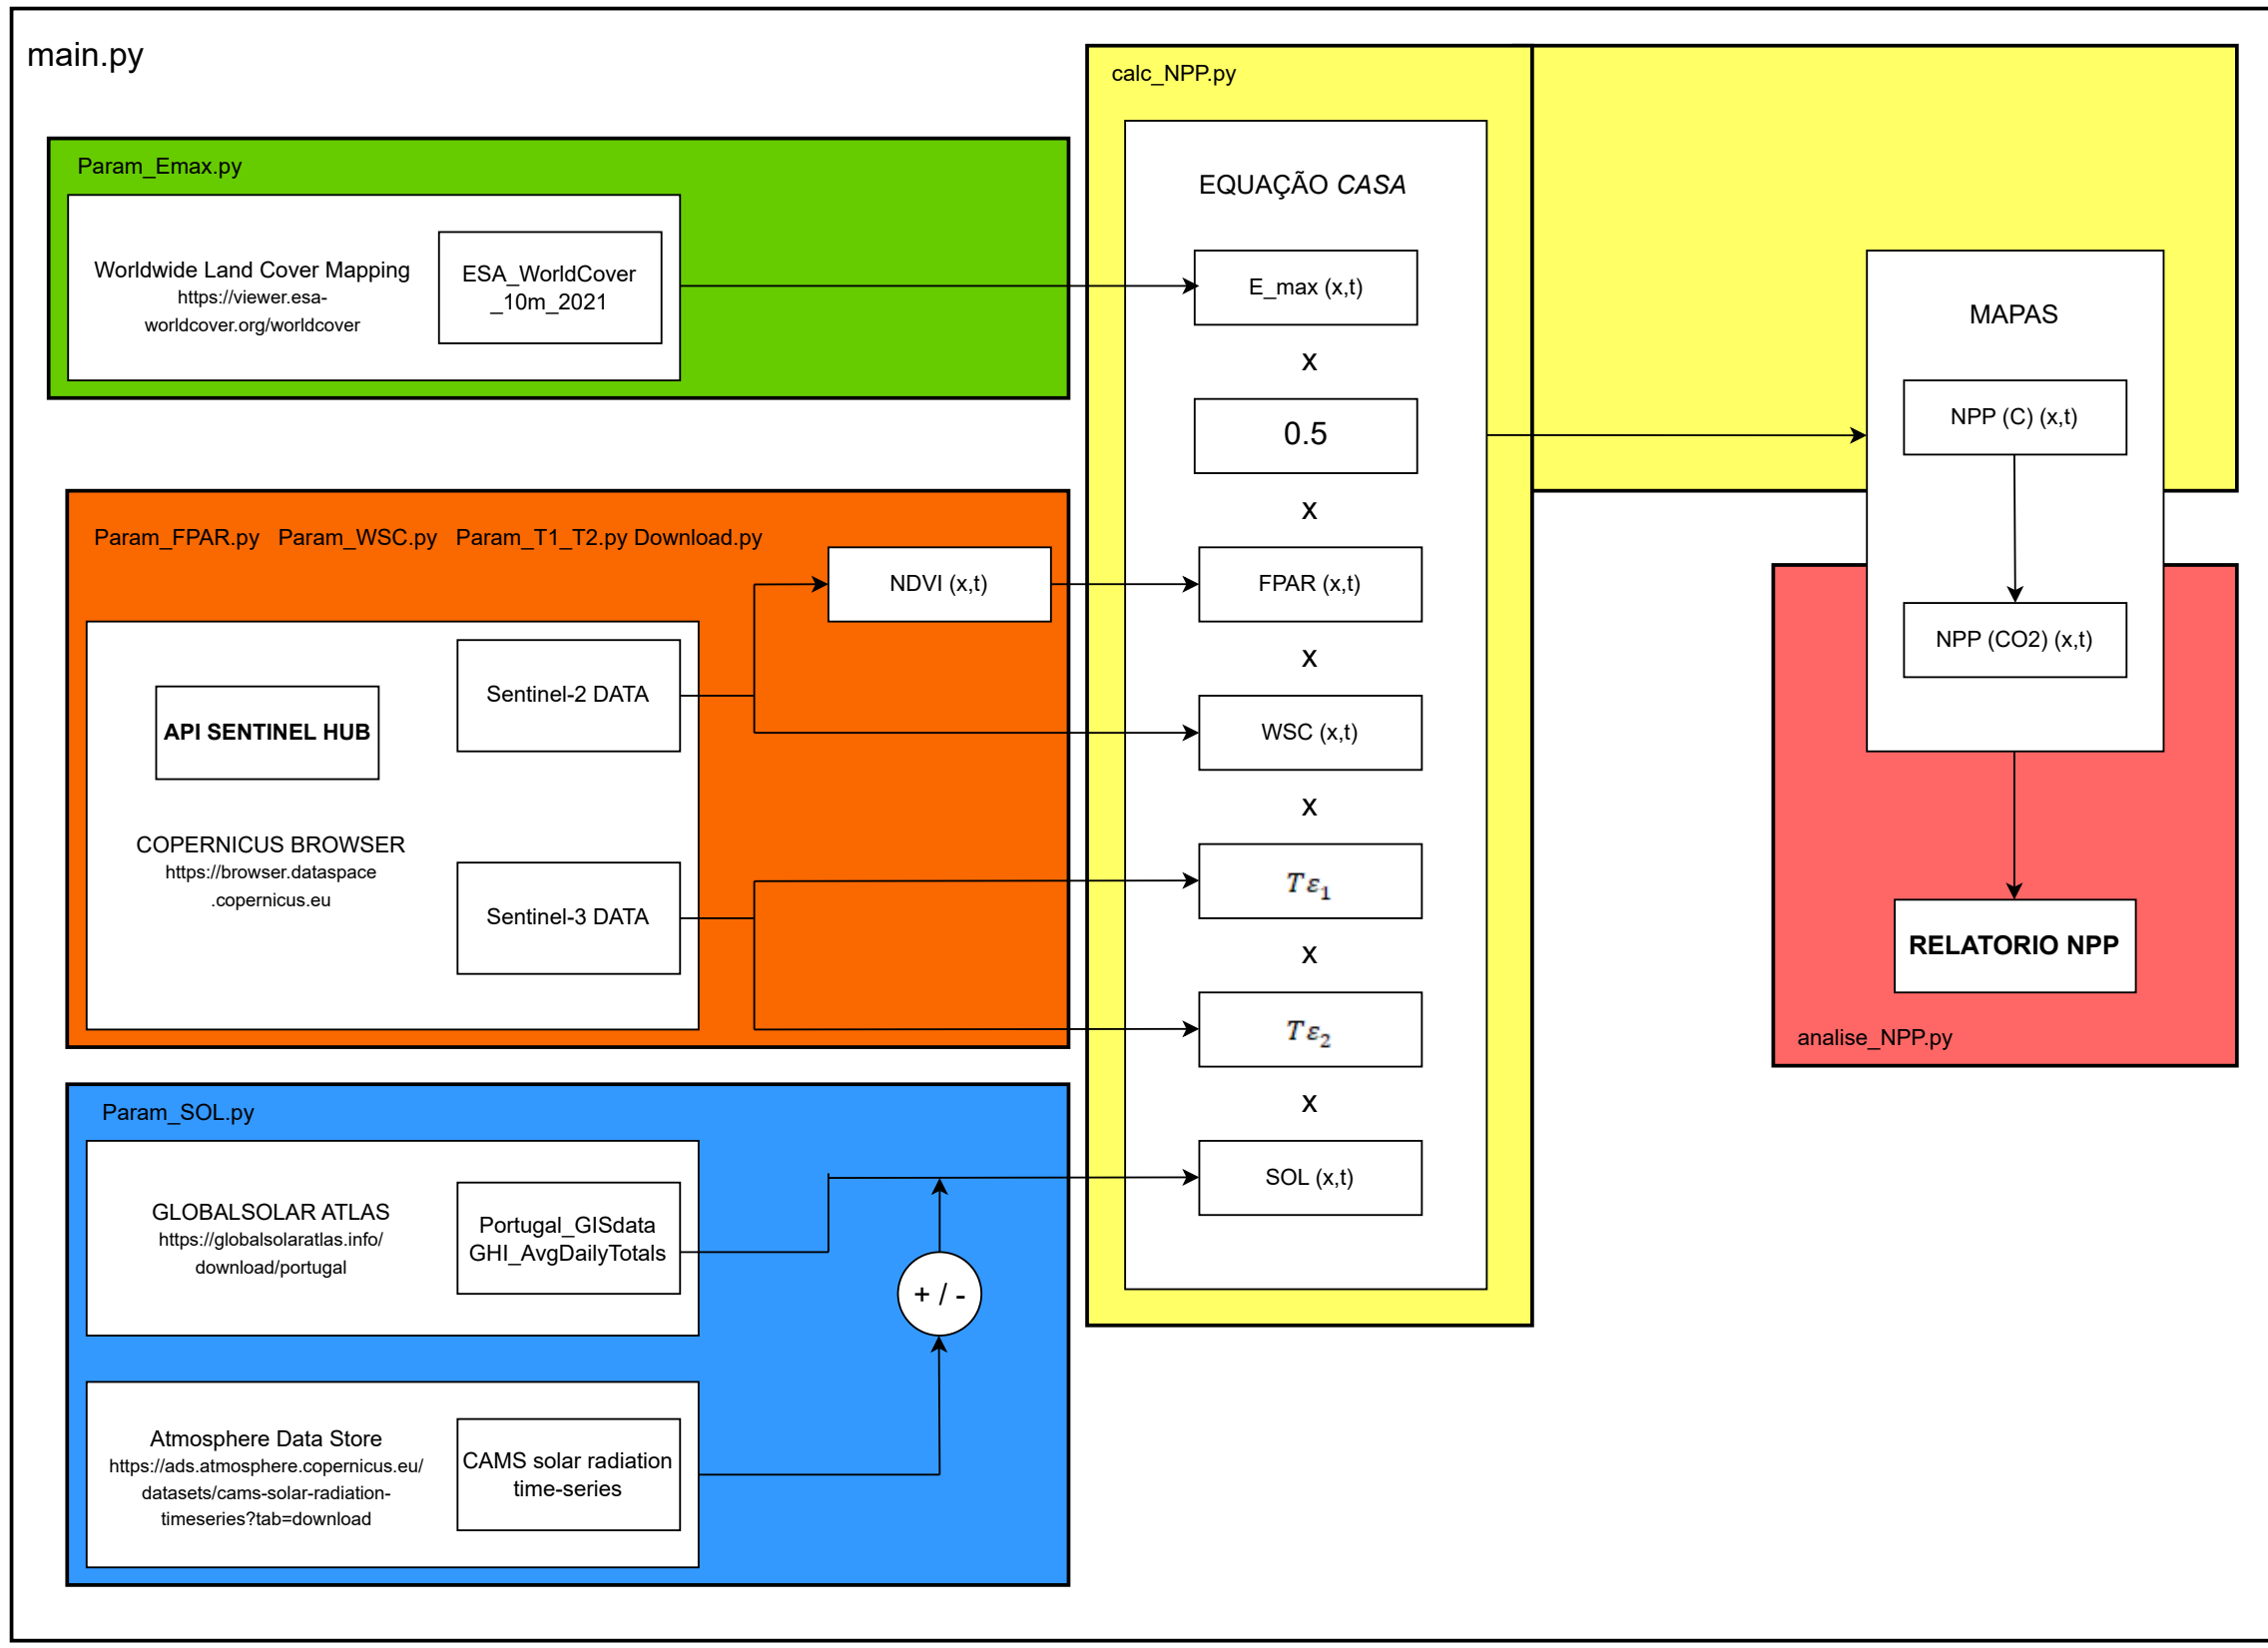 main.py
Param_Emax.py
Worldwide Land Cover Mapping
https://viewer.esa-
worldcover.org/worldcover
ESA_WorldCover
_10m_2021
Param_FPAR.py Param_WSC.py Param_T1_T2.py Download.py
NDVI (x,t)
API SENTINEL HUB
COPERNICUS BROWSER
https://browser.dataspace
.copernicus.eu
Sentinel-2 DATA
Sentinel-3 DATA
Param_SOL.py
GLOBALSOLAR ATLAS
https://globalsolaratlas.info/
download/portugal
Portugal_GISdata
GHI_AvgDailyTotals
+ / -
Atmosphere Data Store
https://ads.atmosphere.copernicus.eu/
datasets/cams-solar-radiation-
timeseries?tab=download
CAMS solar radiation
time-series
calc_NPP.py
EQUAÇÃO CASA
E_max (x,t)
x
0.5
x
FPAR (x,t)
x
WSC (x,t)
x
Tε₁
x
Tε₂
x
SOL (x,t)
MAPAS
NPP (C) (x,t)
NPP (CO2) (x,t)
RELATORIO NPP
analise_NPP.py